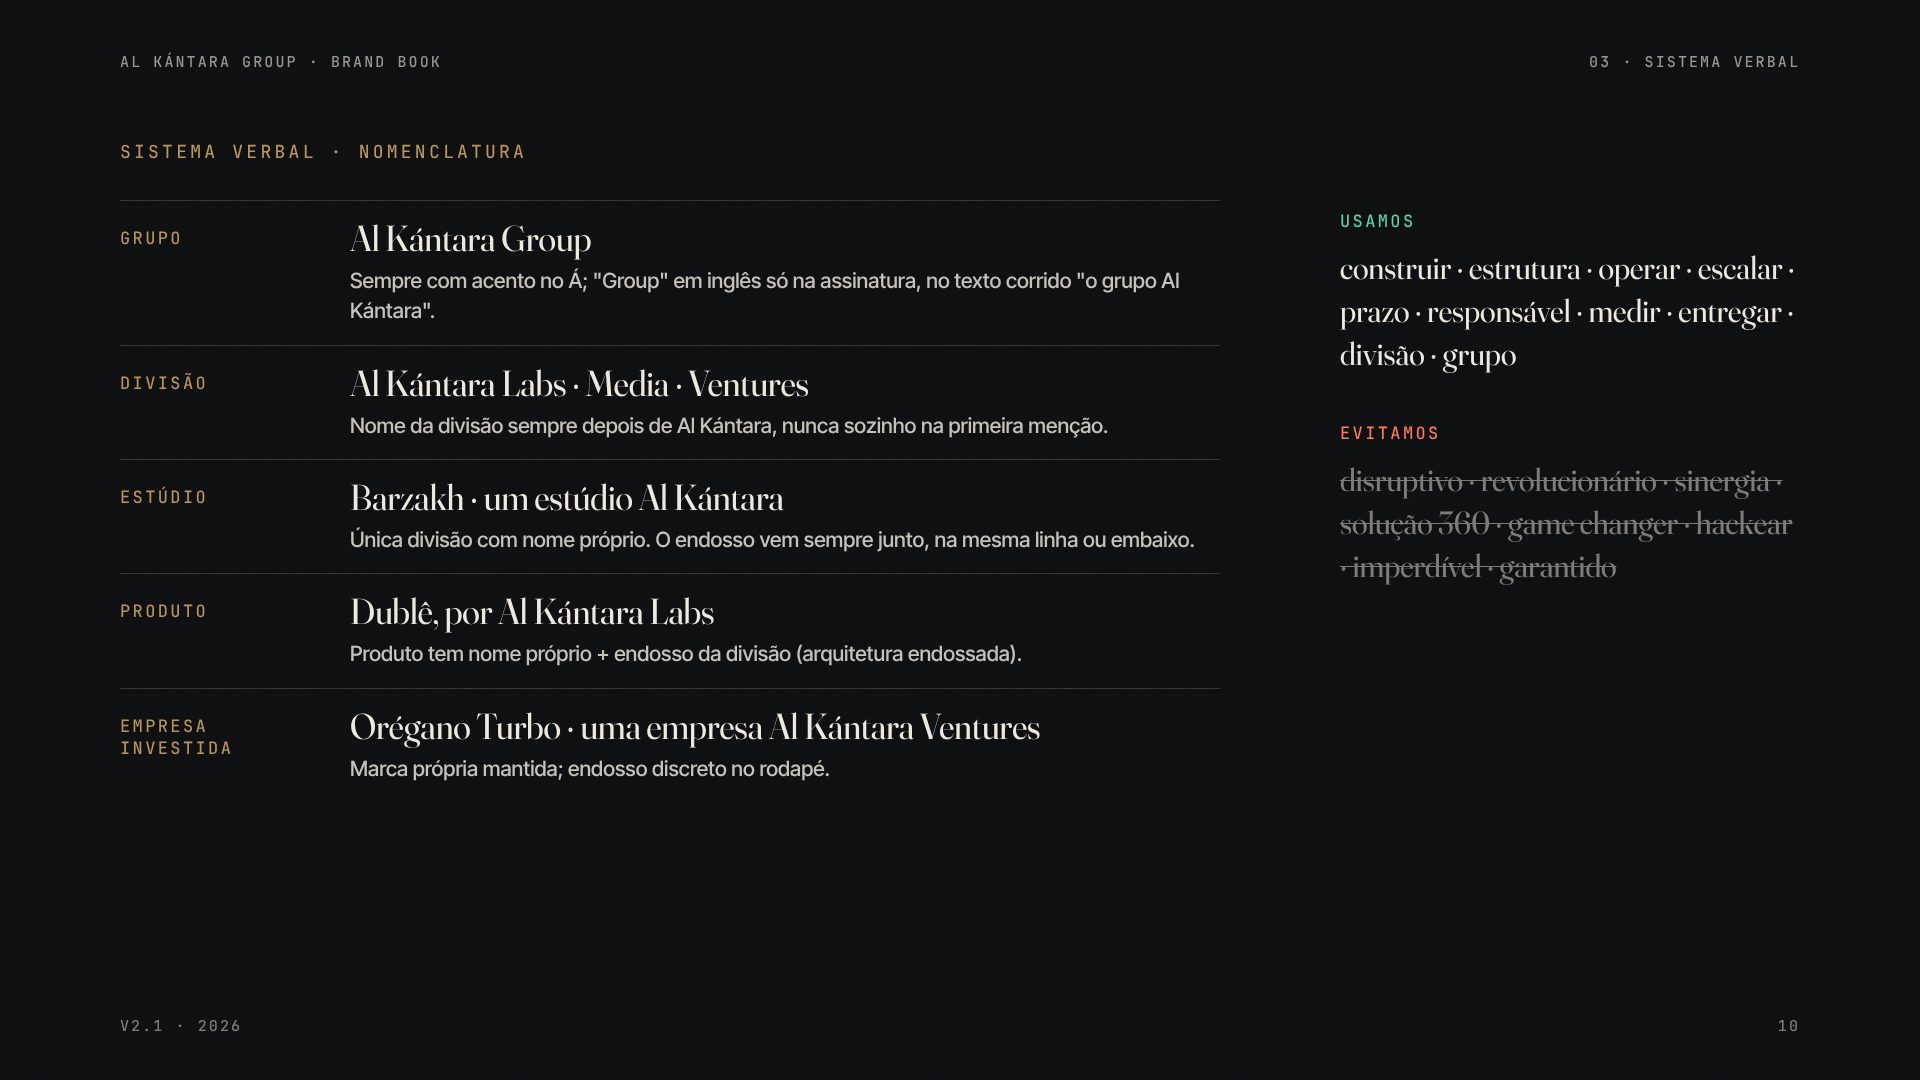 AL KÁNTARA GROUP · BRAND BOOK
03 · SISTEMA VERBAL
SISTEMA VERBAL · NOMENCLATURA
GRUPO
Al Kántara Group
Sempre com acento no Á; "Group" em inglês só na assinatura, no texto corrido "o grupo Al
Kántara".
DIVISÃO
Al Kántara Labs · Media · Ventures
Nome da divisão sempre depois de Al Kántara, nunca sozinho na primeira menção.
ESTÚDIO
Barzakh · um estúdio Al Kántara
Única divisão com nome próprio. O endosso vem sempre junto, na mesma linha ou embaixo.
PRODUTO
Dublê, por Al Kántara Labs
Produto tem nome próprio + endosso da divisão (arquitetura endossada).
EMPRESA
INVESTIDA
Orégano Turbo · uma empresa Al Kántara Ventures
Marca própria mantida; endosso discreto no rodapé.
USAMOS
construir · estrutura · operar · escalar ·
prazo · responsável · medir · entregar ·
divisão · grupo
EVITAMOS
disruptivo · revolucionário · sinergia ·
solução 360 · game changer · hackear
· imperdível · garantido
V2.1 · 2026
10